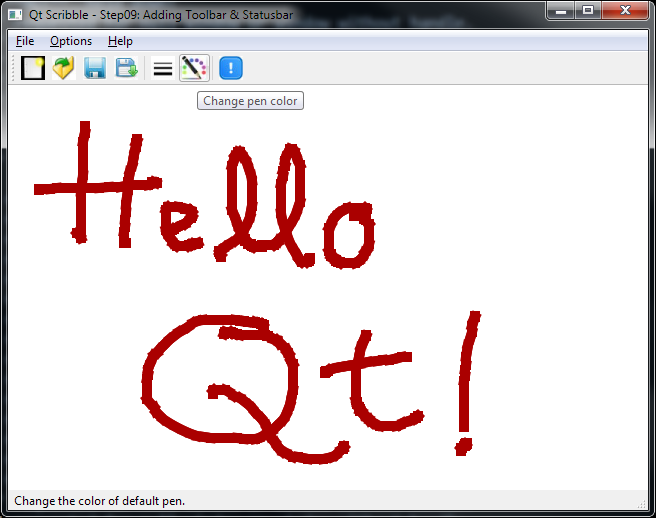 Qt Scribble - Step09: Adding Toolbar & Statusbar
File Options Help
Change pen color
Hello
Qt!
Change the color of default pen.